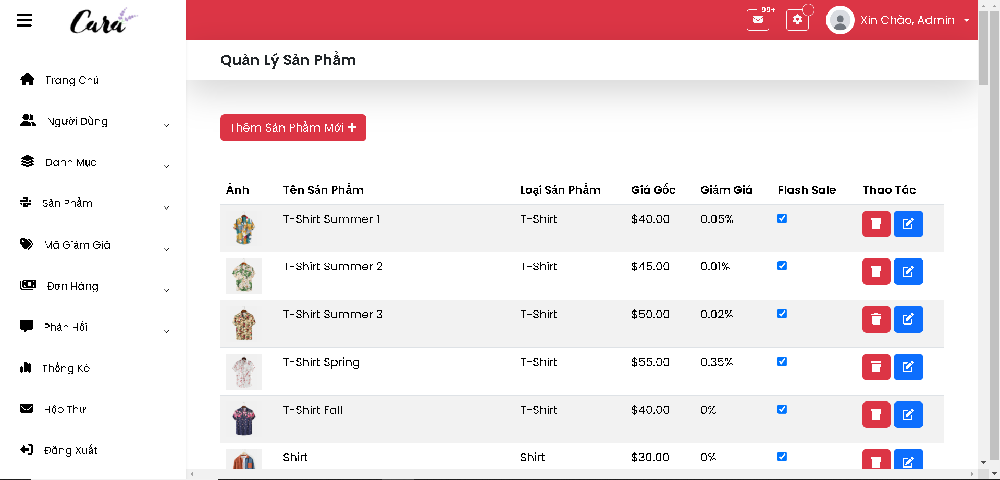 Cara
99+
Xin Chào, Admin
Quản Lý Sản Phẩm
Trang Chủ
Người Dùng
Danh Mục
Sản Phẩm
Mã Giảm Giá
Đơn Hàng
Phản Hồi
Thống Kê
Hộp Thư
Đăng Xuất
Thêm Sản Phẩm Mới +
Ảnh Tên Sản Phẩm Loại Sản Phẩm Giá Gốc Giảm Giá Flash Sale Thao Tác
T-Shirt Summer 1 T-Shirt $40.00 0.05%
T-Shirt Summer 2 T-Shirt $45.00 0.01%
T-Shirt Summer 3 T-Shirt $50.00 0.02%
T-Shirt Spring T-Shirt $55.00 0.35%
T-Shirt Fall T-Shirt $40.00 0%
Shirt Shirt $30.00 0%